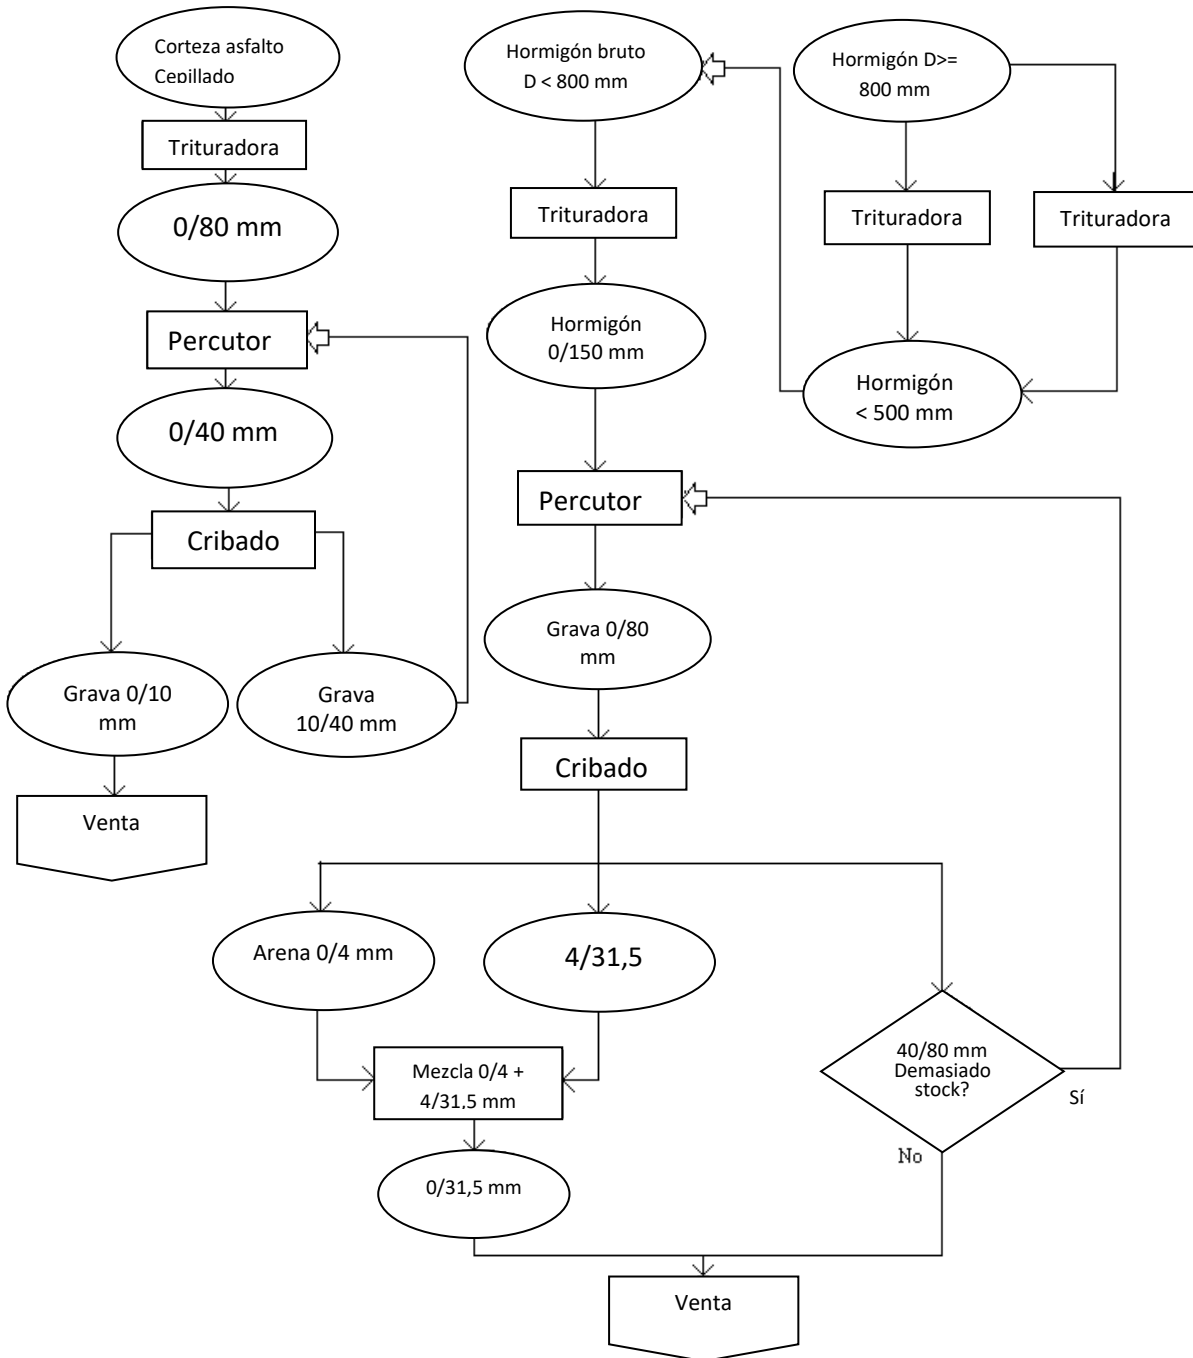 Corteza asfalto
Cepillado
Trituradora
0/80 mm
Percutor
0/40 mm
Cribado
Grava 0/10
mm
Grava
10/40 mm
Venta
Hormigón bruto
D < 800 mm
Hormigón D>=
800 mm
Trituradora
Trituradora
Trituradora
Hormigón
0/150 mm
Hormigón
< 500 mm
Percutor
Grava 0/80
mm
Cribado
Arena 0/4 mm
4/31,5
40/80 mm
Demasiado
stock?
Sí
No
Mezcla 0/4 +
4/31,5 mm
0/31,5 mm
Venta